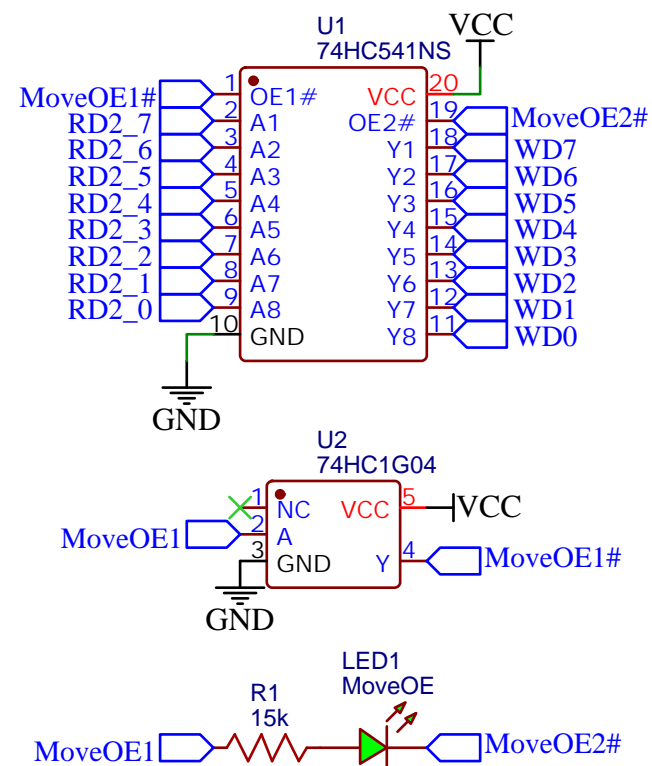 U1
74HC541NS
VCC
MoveOE1# 1 OE1# VCC 20
RD2_7 2 A1 OE2# 19 MoveOE2#
RD2_6 3 A2 Y1 18 WD7
RD2_5 4 A3 Y2 17 WD6
RD2_4 5 A4 Y3 16 WD5
RD2_3 6 A5 Y4 15 WD4
RD2_2 7 A6 Y5 14 WD3
RD2_1 8 A7 Y6 13 WD2
RD2_0 9 A8 Y7 12 WD1
10 GND Y8 11 WD0
GND
U2
74HC1G04
1 NC VCC 5 VCC
MoveOE1 2 A
3 GND Y 4 MoveOE1#
GND
LED1
MoveOE
R1
15k
MoveOE1 MoveOE2#